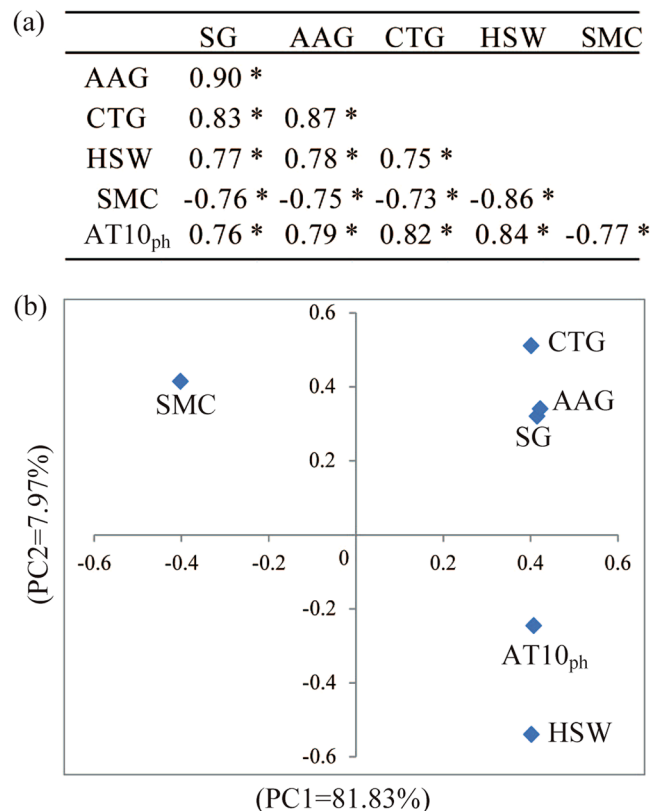 (a)
SG AAG CTG HSW SMC
AAG 0.90 *
CTG 0.83 * 0.87 *
HSW 0.77 * 0.78 * 0.75 *
SMC -0.76 * -0.75 * -0.73 * -0.86 *
AT10ph 0.76 * 0.79 * 0.82 * 0.84 * -0.77 *
(b)
0.6
CTG
0.4
SMC
AAG
SG
0.2
(PC2=7.97%)
-0.6 -0.4 -0.2 0 0.2 0.4 0.6
-0.2
AT10ph
-0.4
HSW
-0.6
(PC1=81.83%)